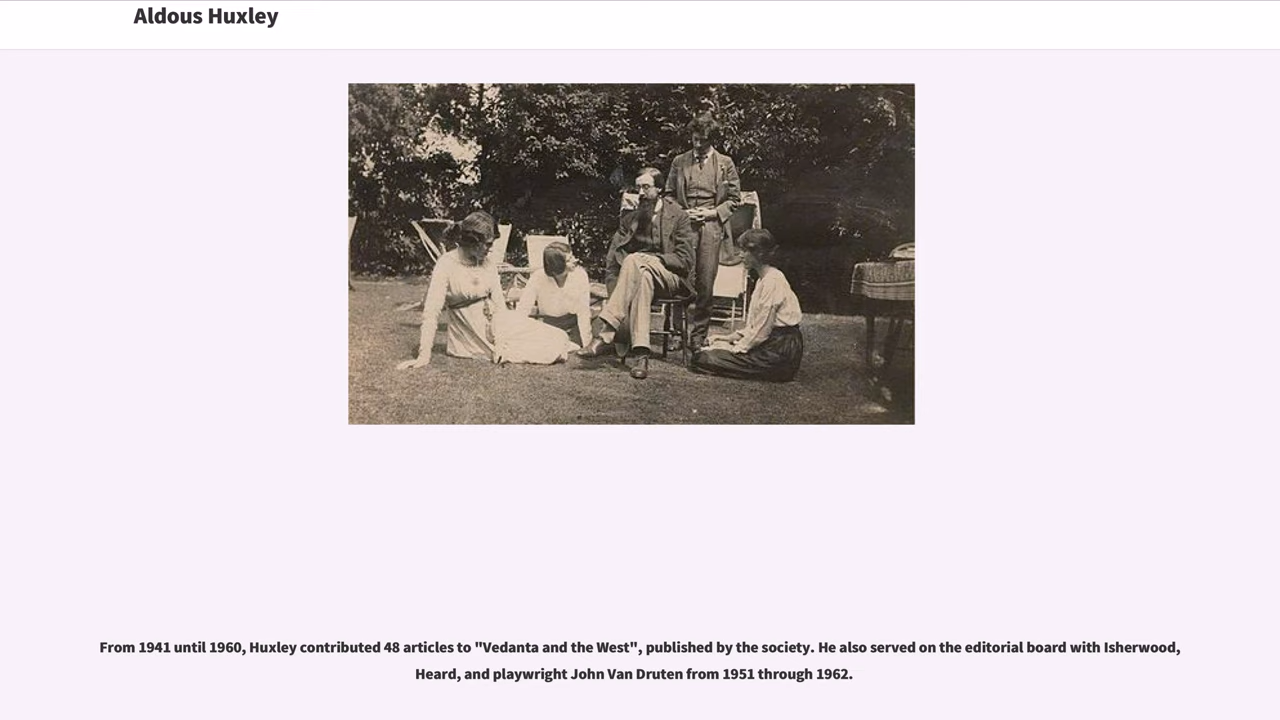 Aldous Huxley
From 1941 until 1960, Huxley contributed 48 articles to "Vedanta and the West", published by the society. He also served on the editorial board with Isherwood,
Heard, and playwright John Van Druten from 1951 through 1962.